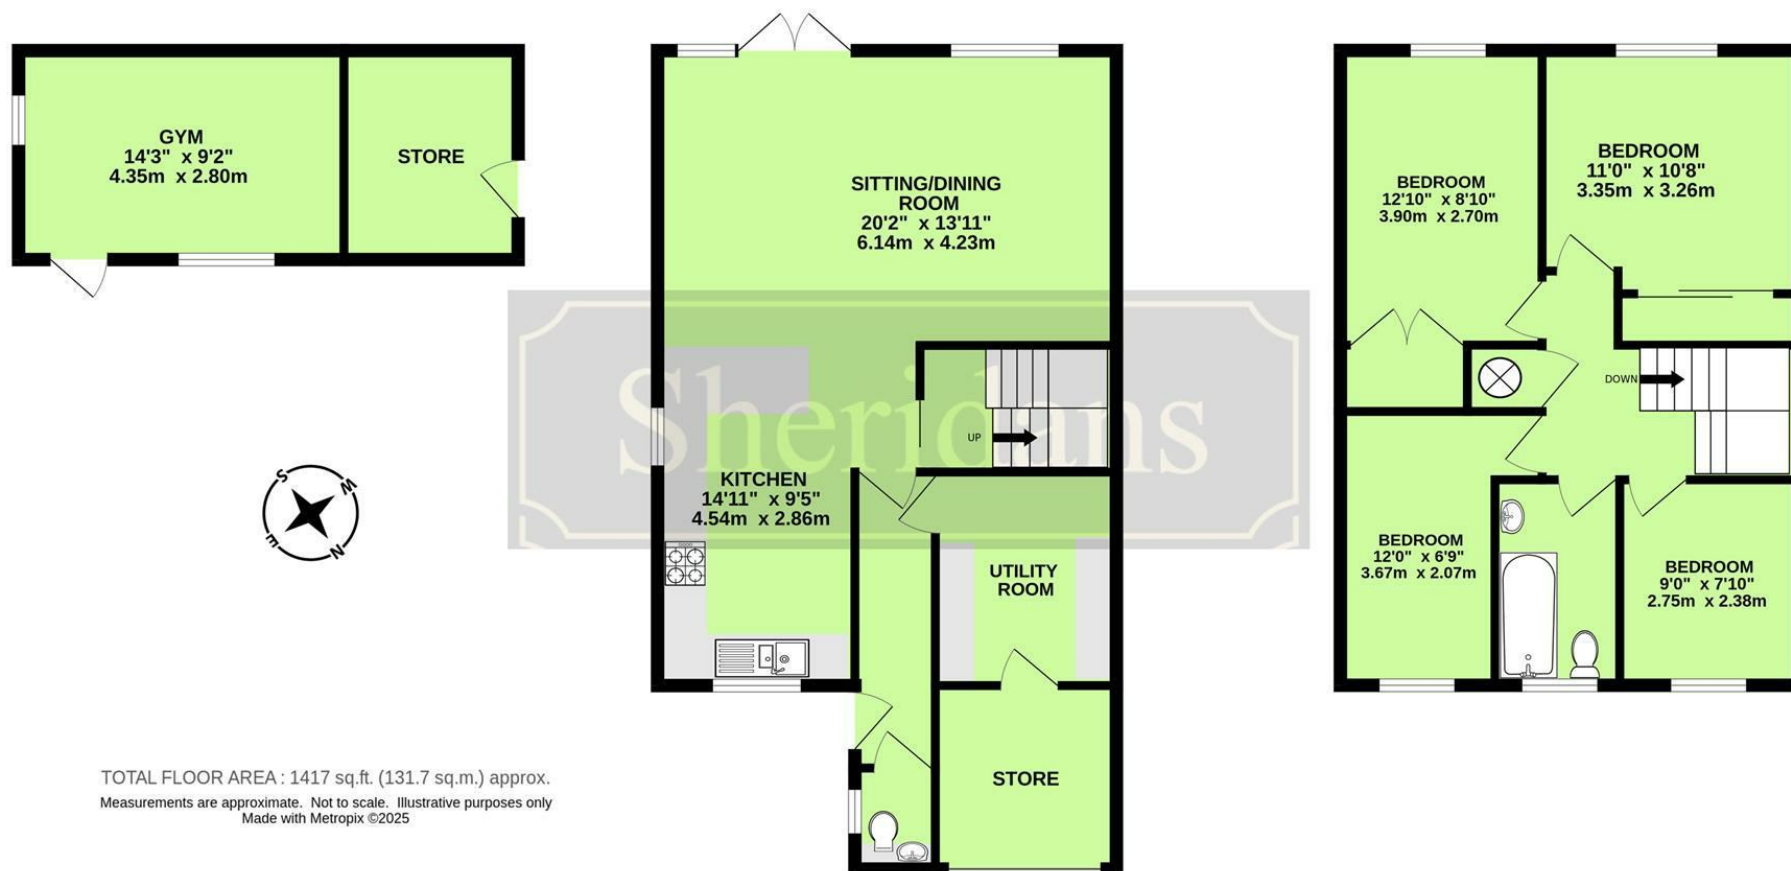 GYM
14'3" x 9'2"
4.35m x 2.80m
STORE
SITTING/DINING
ROOM
20'2" x 13'11"
6.14m x 4.23m
BEDROOM
12'10" x 8'10"
3.90m x 2.70m
BEDROOM
11'0" x 10'8"
3.35m x 3.26m
Sheridans
UP
DOWN
KITCHEN
14'11" x 9'5"
4.54m x 2.86m
UTILITY
ROOM
BEDROOM
12'0" x 6'9"
3.67m x 2.07m
BEDROOM
9'0" x 7'10"
2.75m x 2.38m
S
W
E
N
STORE
TOTAL FLOOR AREA : 1417 sq.ft. (131.7 sq.m.) approx.
Measurements are approximate. Not to scale. Illustrative purposes only
Made with Metropix ©2025